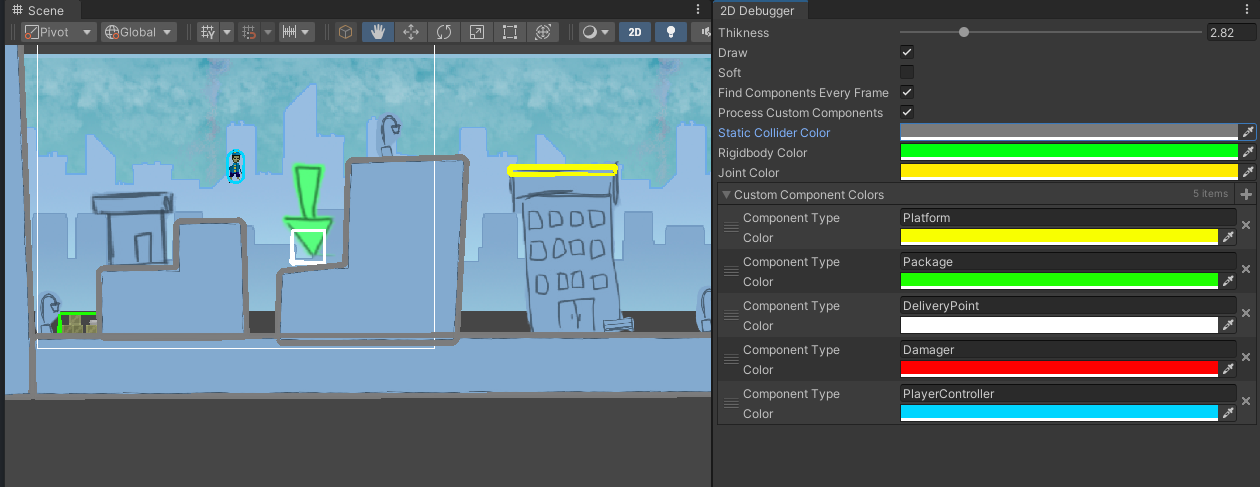 Scene
Pivot Global 2D
2D Debugger
Thikness 2.82
Draw
Soft
Find Components Every Frame
Process Custom Components
Static Collider Color
Rigidbody Color
Joint Color
Custom Component Colors 5 items
Component Type Platform
Color
Component Type Package
Color
Component Type DeliveryPoint
Color
Component Type Damager
Color
Component Type PlayerController
Color